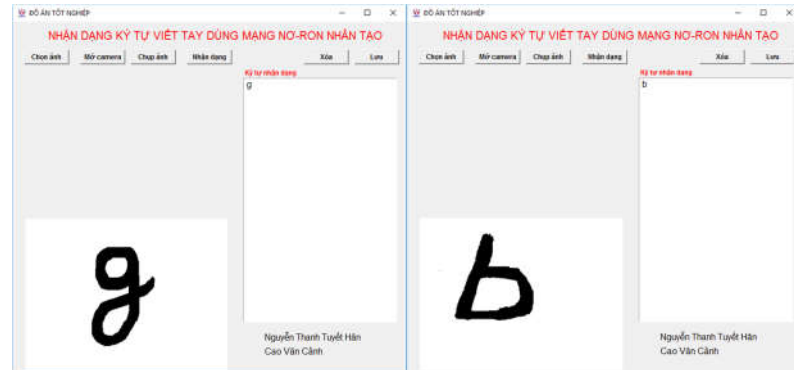 ĐỒ ÁN TỐT NGHIỆP
NHẬN DẠNG KÝ TỰ VIẾT TAY DÙNG MẠNG NƠ-RON NHÂN TẠO
Chọn ảnh Mở camera Chụp ảnh Nhận dạng Xóa Lưu
Ký tự nhận dạng
g
g
Nguyễn Thanh Tuyết Hân
Cao Văn Cảnh
ĐỒ ÁN TỐT NGHIỆP
NHẬN DẠNG KÝ TỰ VIẾT TAY DÙNG MẠNG NƠ-RON NHÂN TẠO
Chọn ảnh Mở camera Chụp ảnh Nhận dạng Xóa Lưu
Ký tự nhận dạng
b
b
Nguyễn Thanh Tuyết Hân
Cao Văn Cảnh